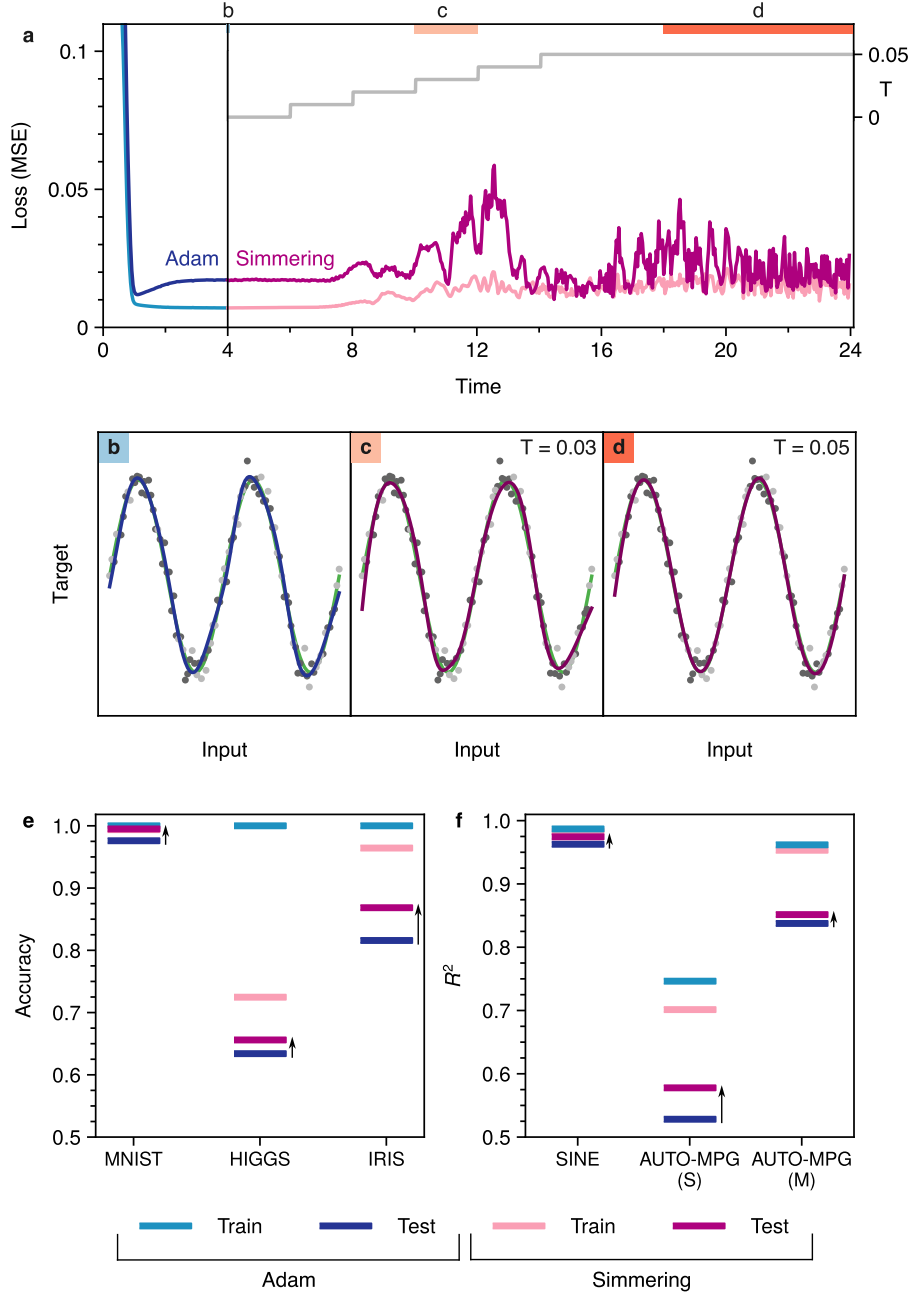 b c d
a
0.1
0.05
0
Loss (MSE)
0.05
T
0
Adam Simmering
0 4 8 12 16 20 24
Time
b c T = 0.03 d T = 0.05
Target
Input Input Input
e
1.0
0.9
0.8
0.7
0.6
0.5
Accuracy
MNIST HIGGS IRIS
f
1.0
0.9
0.8
0.7
0.6
0.5
R²
SINE AUTO-MPG AUTO-MPG
(S) (M)
Train Test Train Test
Adam Simmering